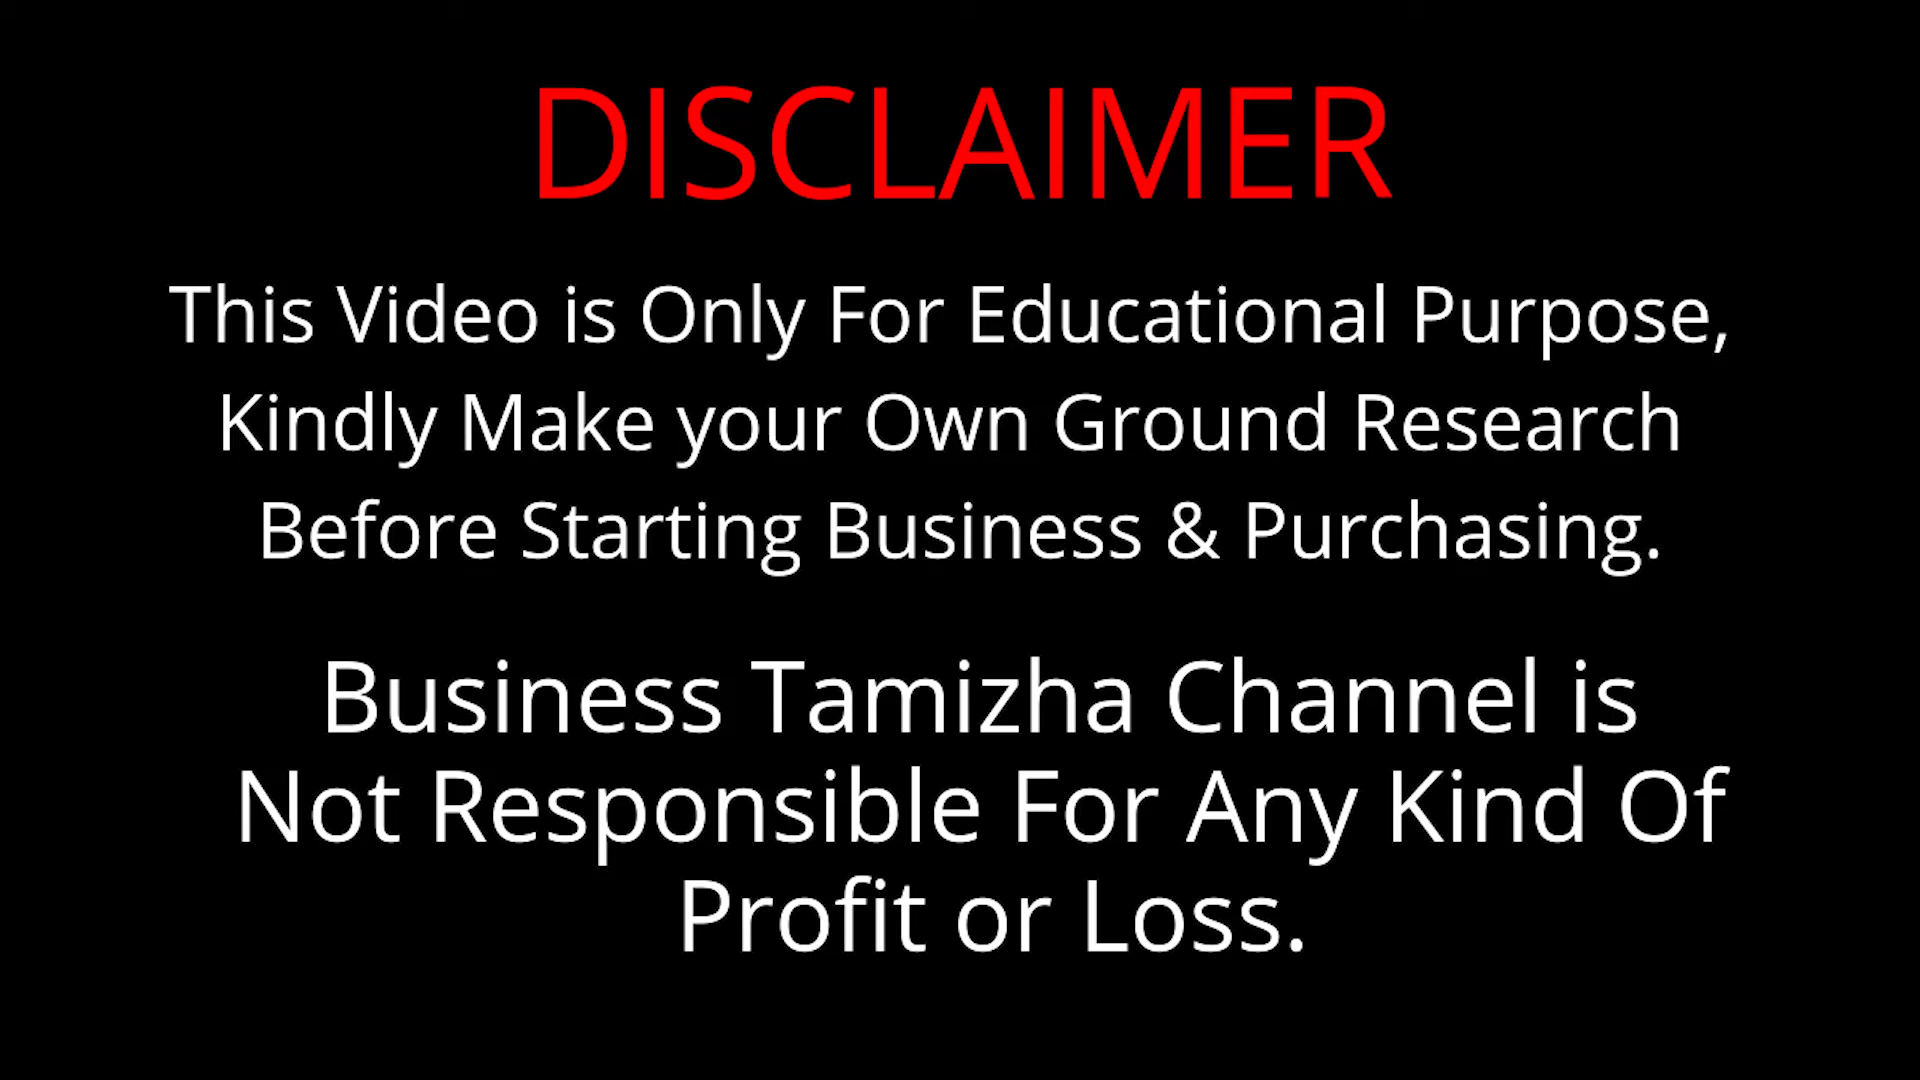 DISCLAIMER
This Video is Only For Educational Purpose,
Kindly Make your Own Ground Research
Before Starting Business & Purchasing.
Business Tamizha Channel is
Not Responsible For Any Kind Of
Profit or Loss.